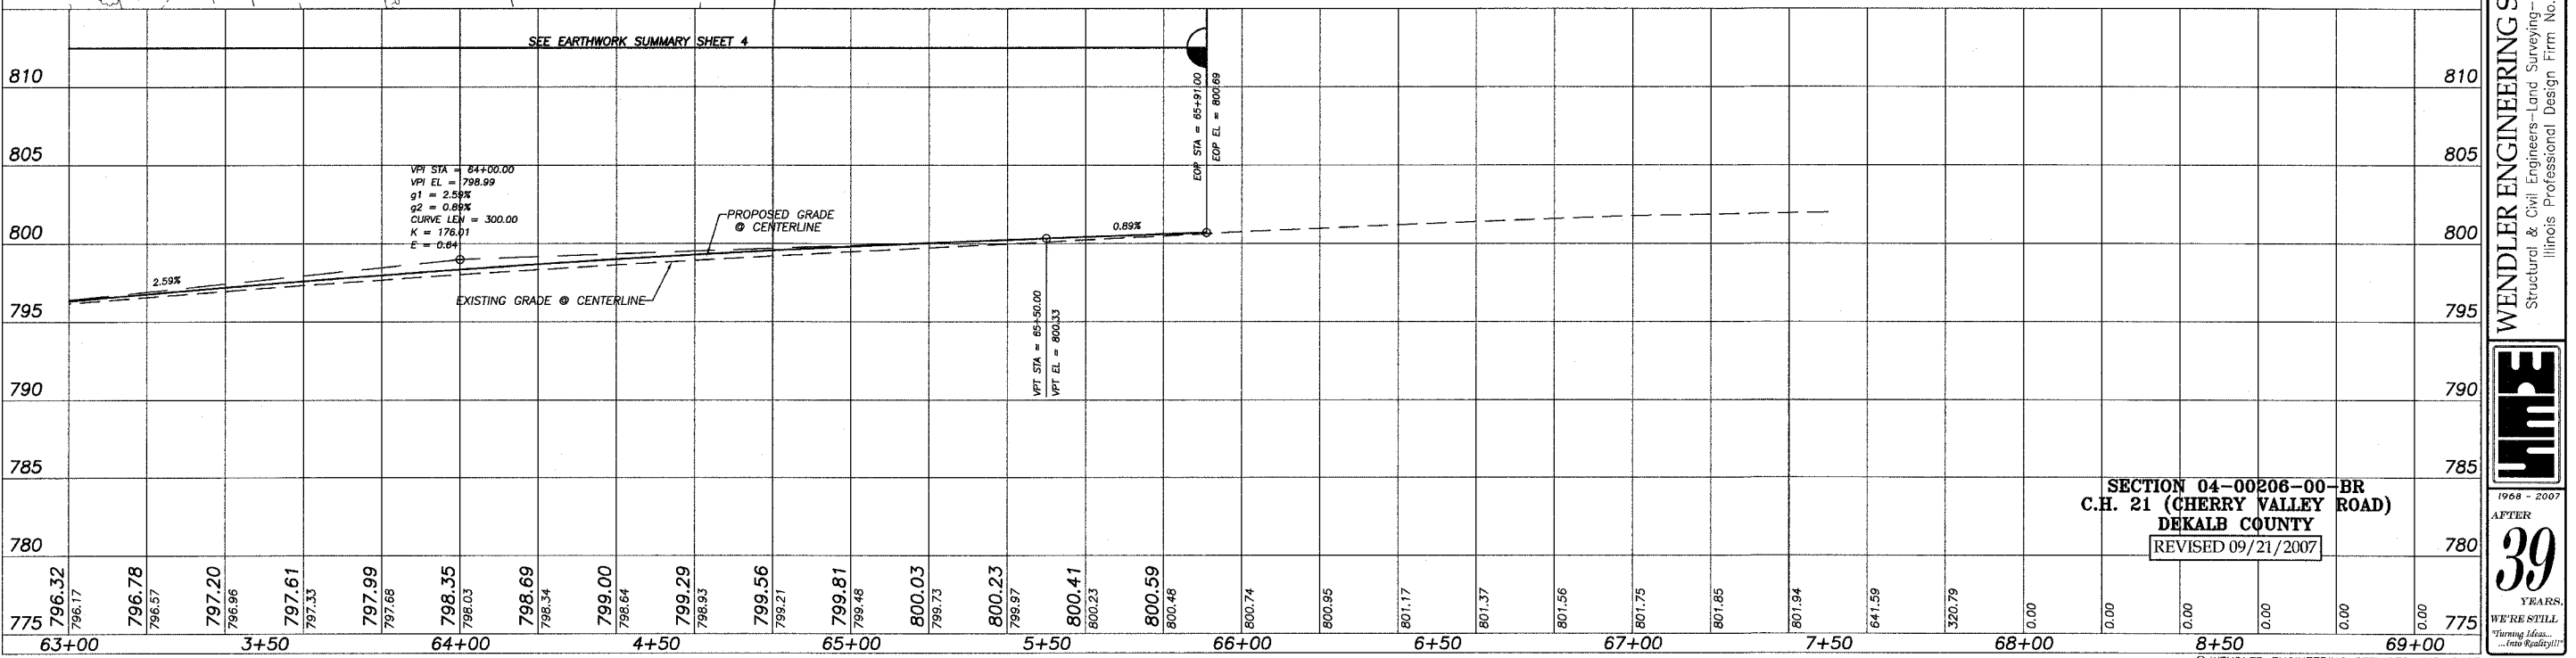 SEE EARTHWORK SUMMARY SHEET 4
810
810
EOP STA = 65+91.00
EOP EL = 800.69
805
805
VPI STA = 64+00.00
VPI EL = 798.99
g1 = 2.59%
g2 = 0.89%
CURVE LEN = 300.00
K = 176.01
E = 0.64
PROPOSED GRADE
@ CENTERLINE
0.89%
800
800
2.59%
EXISTING GRADE @ CENTERLINE
795
795
VPT STA = 65+50.00
VPT EL = 800.33
790
790
785
785
SECTION 04-00206-00-BR
C.H. 21 (CHERRY VALLEY ROAD)
DEKALB COUNTY
REVISED 09/21/2007
780
780
775
796.32
796.17
796.78
796.57
797.20
796.96
797.61
797.33
797.99
797.68
798.35
798.03
798.69
798.34
799.00
798.64
799.29
798.93
799.56
799.21
799.81
799.48
800.03
799.73
800.23
799.97
800.41
800.23
800.59
800.48
800.74
800.95
801.17
801.37
801.56
801.75
801.85
801.94
641.59
320.79
0.00
0.00
0.00
0.00
0.00
0.00
775
63+00 3+50 64+00 4+50 65+00 5+50 66+00 6+50 67+00 7+50 68+00 8+50 69+00
WENDLER ENGINEERING
Structural & Civil Engineers-Land Surveying-
Illinois Professional Design Firm No.
1968 - 2007
AFTER
39
YEARS,
WE'RE STILL
"Turning Ideas...
...Into Reality!!!"